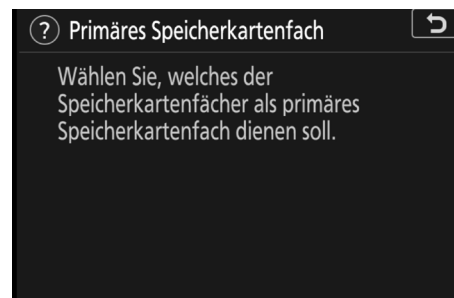 ? Primäres Speicherkartenfach
Wählen Sie, welches der
Speicherkartenfächer als primäres
Speicherkartenfach dienen soll.